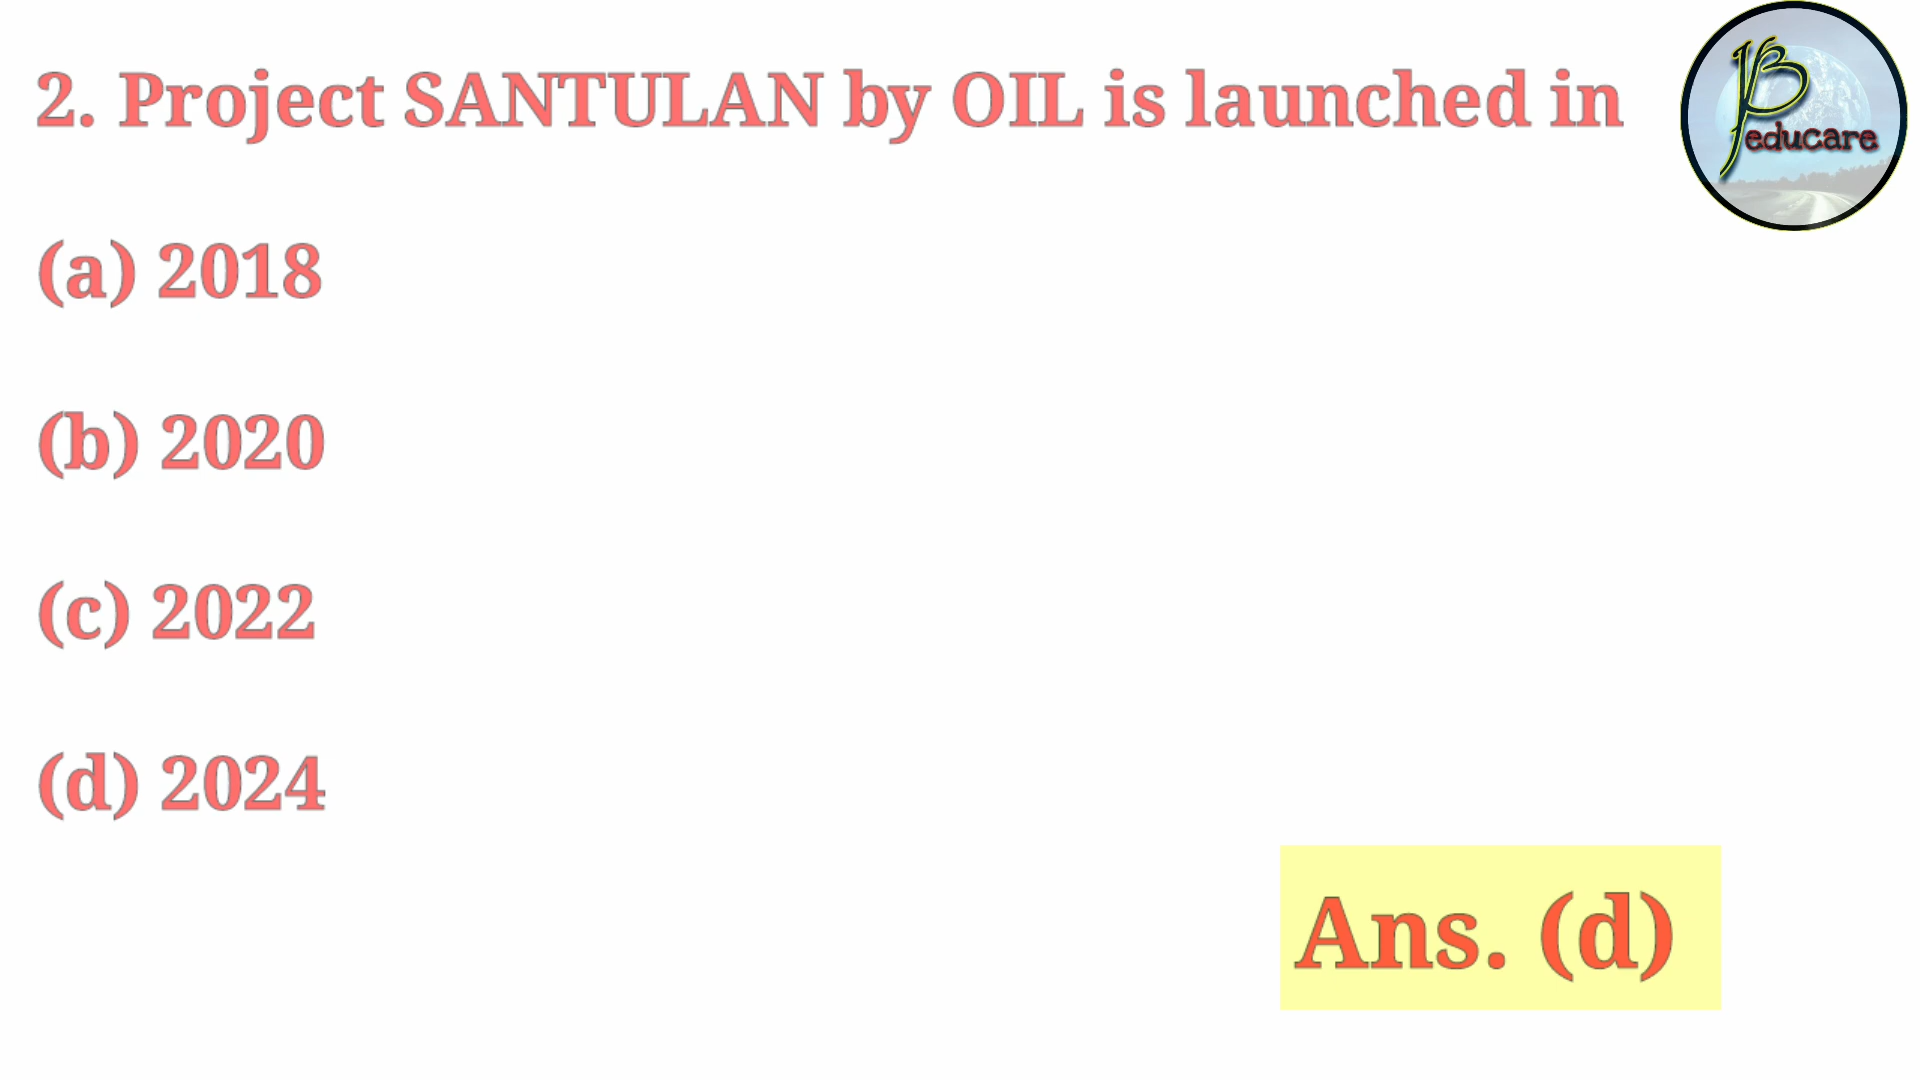 2. Project SANTULAN by OIL is launched in
(a) 2018
(b) 2020
(c) 2022
(d) 2024
Ans. (d)
educare